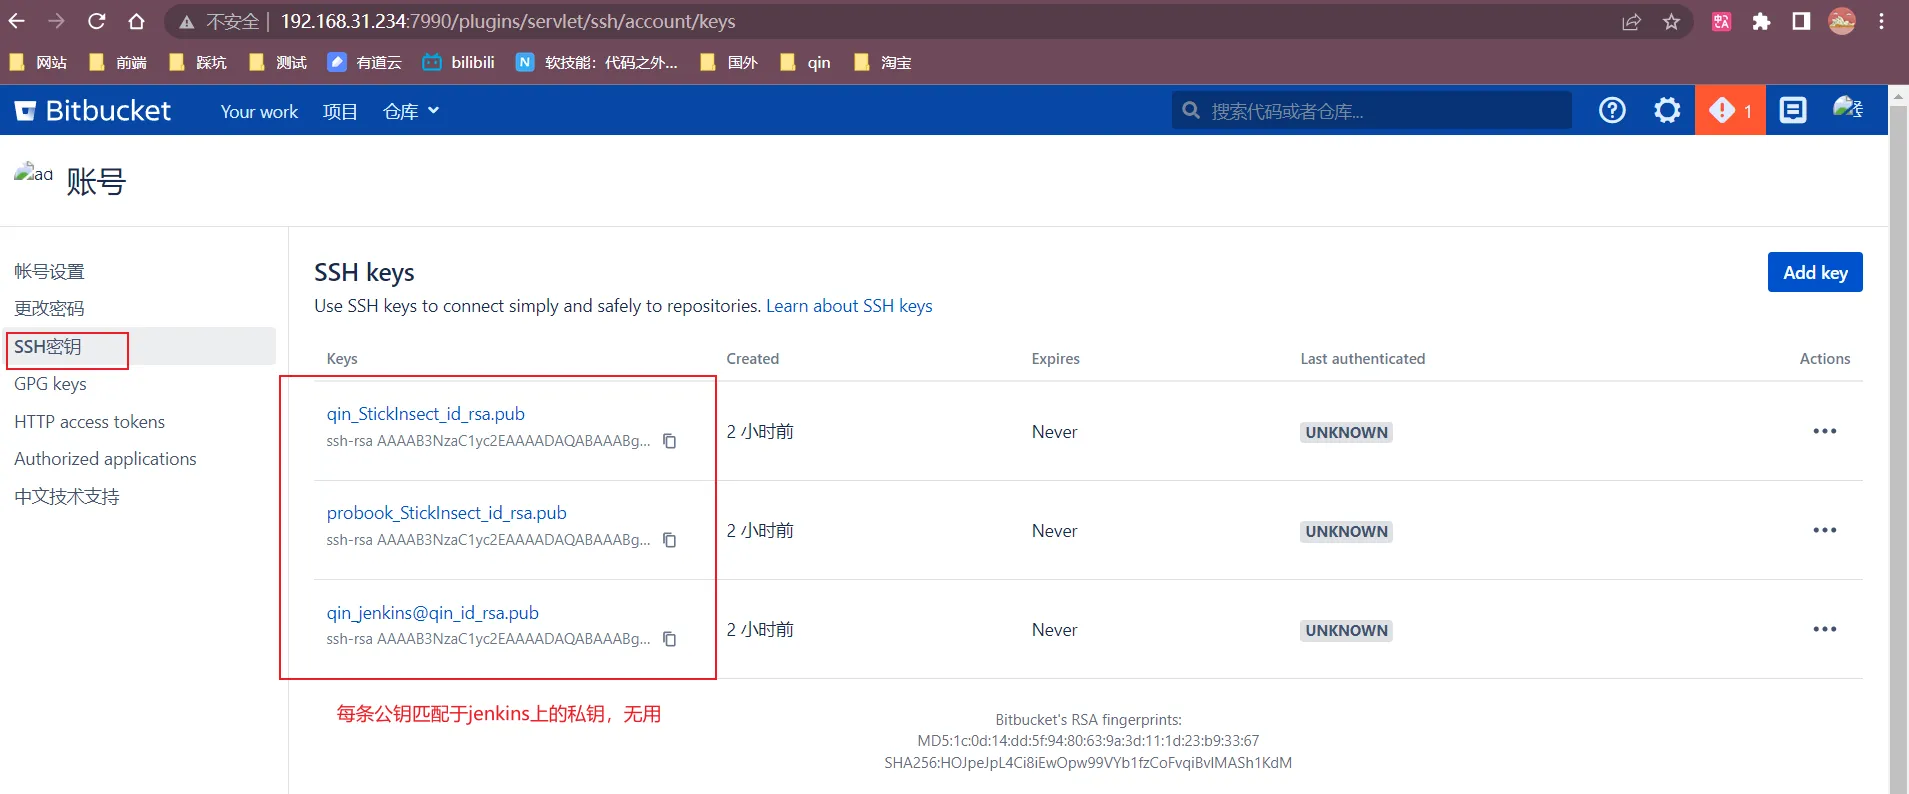 不安全 | 192.168.31.234:7990/plugins/servlet/ssh/account/keys
网站 前端 踩坑 测试 有道云 bilibili N 软技能：代码之外... 国外 qin 淘宝
Bitbucket Your work 项目 仓库 搜索代码或者仓库... 1
ad 账号
帐号设置
更改密码
SSH密钥
GPG keys
HTTP access tokens
Authorized applications
中文技术支持
SSH keys
Add key
Use SSH keys to connect simply and safely to repositories. Learn about SSH keys
Keys Created Expires Last authenticated Actions
qin_StickInsect_id_rsa.pub
ssh-rsa AAAAB3NzaC1yc2EAAAADAQABAAABg...
2 小时前 Never UNKNOWN
probook_StickInsect_id_rsa.pub
ssh-rsa AAAAB3NzaC1yc2EAAAADAQABAAABg...
2 小时前 Never UNKNOWN
qin_jenkins@qin_id_rsa.pub
ssh-rsa AAAAB3NzaC1yc2EAAAADAQABAAABg...
2 小时前 Never UNKNOWN
每条公钥匹配于jenkins上的私钥，无用
Bitbucket's RSA fingerprints:
MD5:1c:0d:14:dd:5f:94:80:63:9a:3d:11:1d:23:b9:33:67
SHA256:HOJpeJpL4Ci8iEwOpw99VYb1fzCoFvqiBvIMASh1KdM